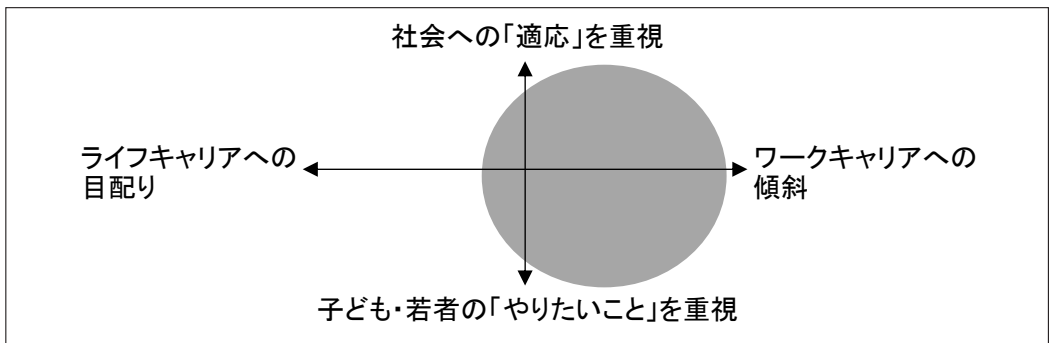 社会への「適応」を重視
ライフキャリアへの
目配り
ワークキャリアへの
傾斜
子ども・若者の「やりたいこと」を重視